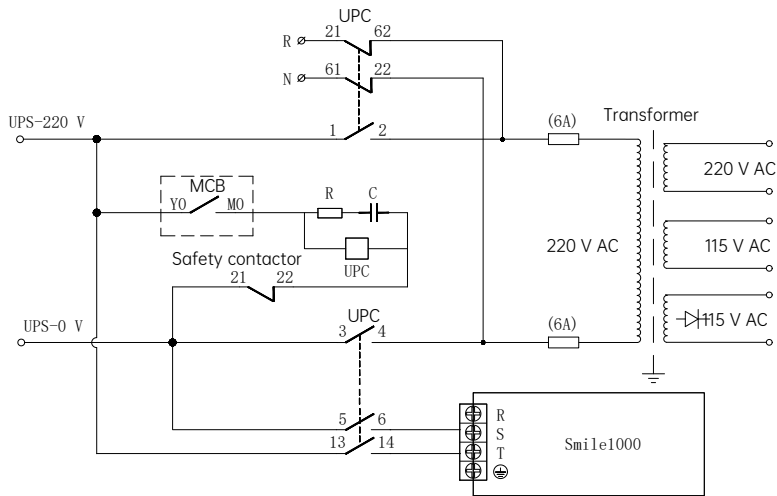 UPC
21 62
R
61 22
N
UPS-220 V
1 2
(6A)
Transformer
220 V AC
MCB
Y0 M0
R C
UPC
220 V AC
115 V AC
Safety contactor
21 22
UPS-0 V
UPC
3 4
(6A)
115 V AC
5 6
13 14
R
S
T
Smile1000